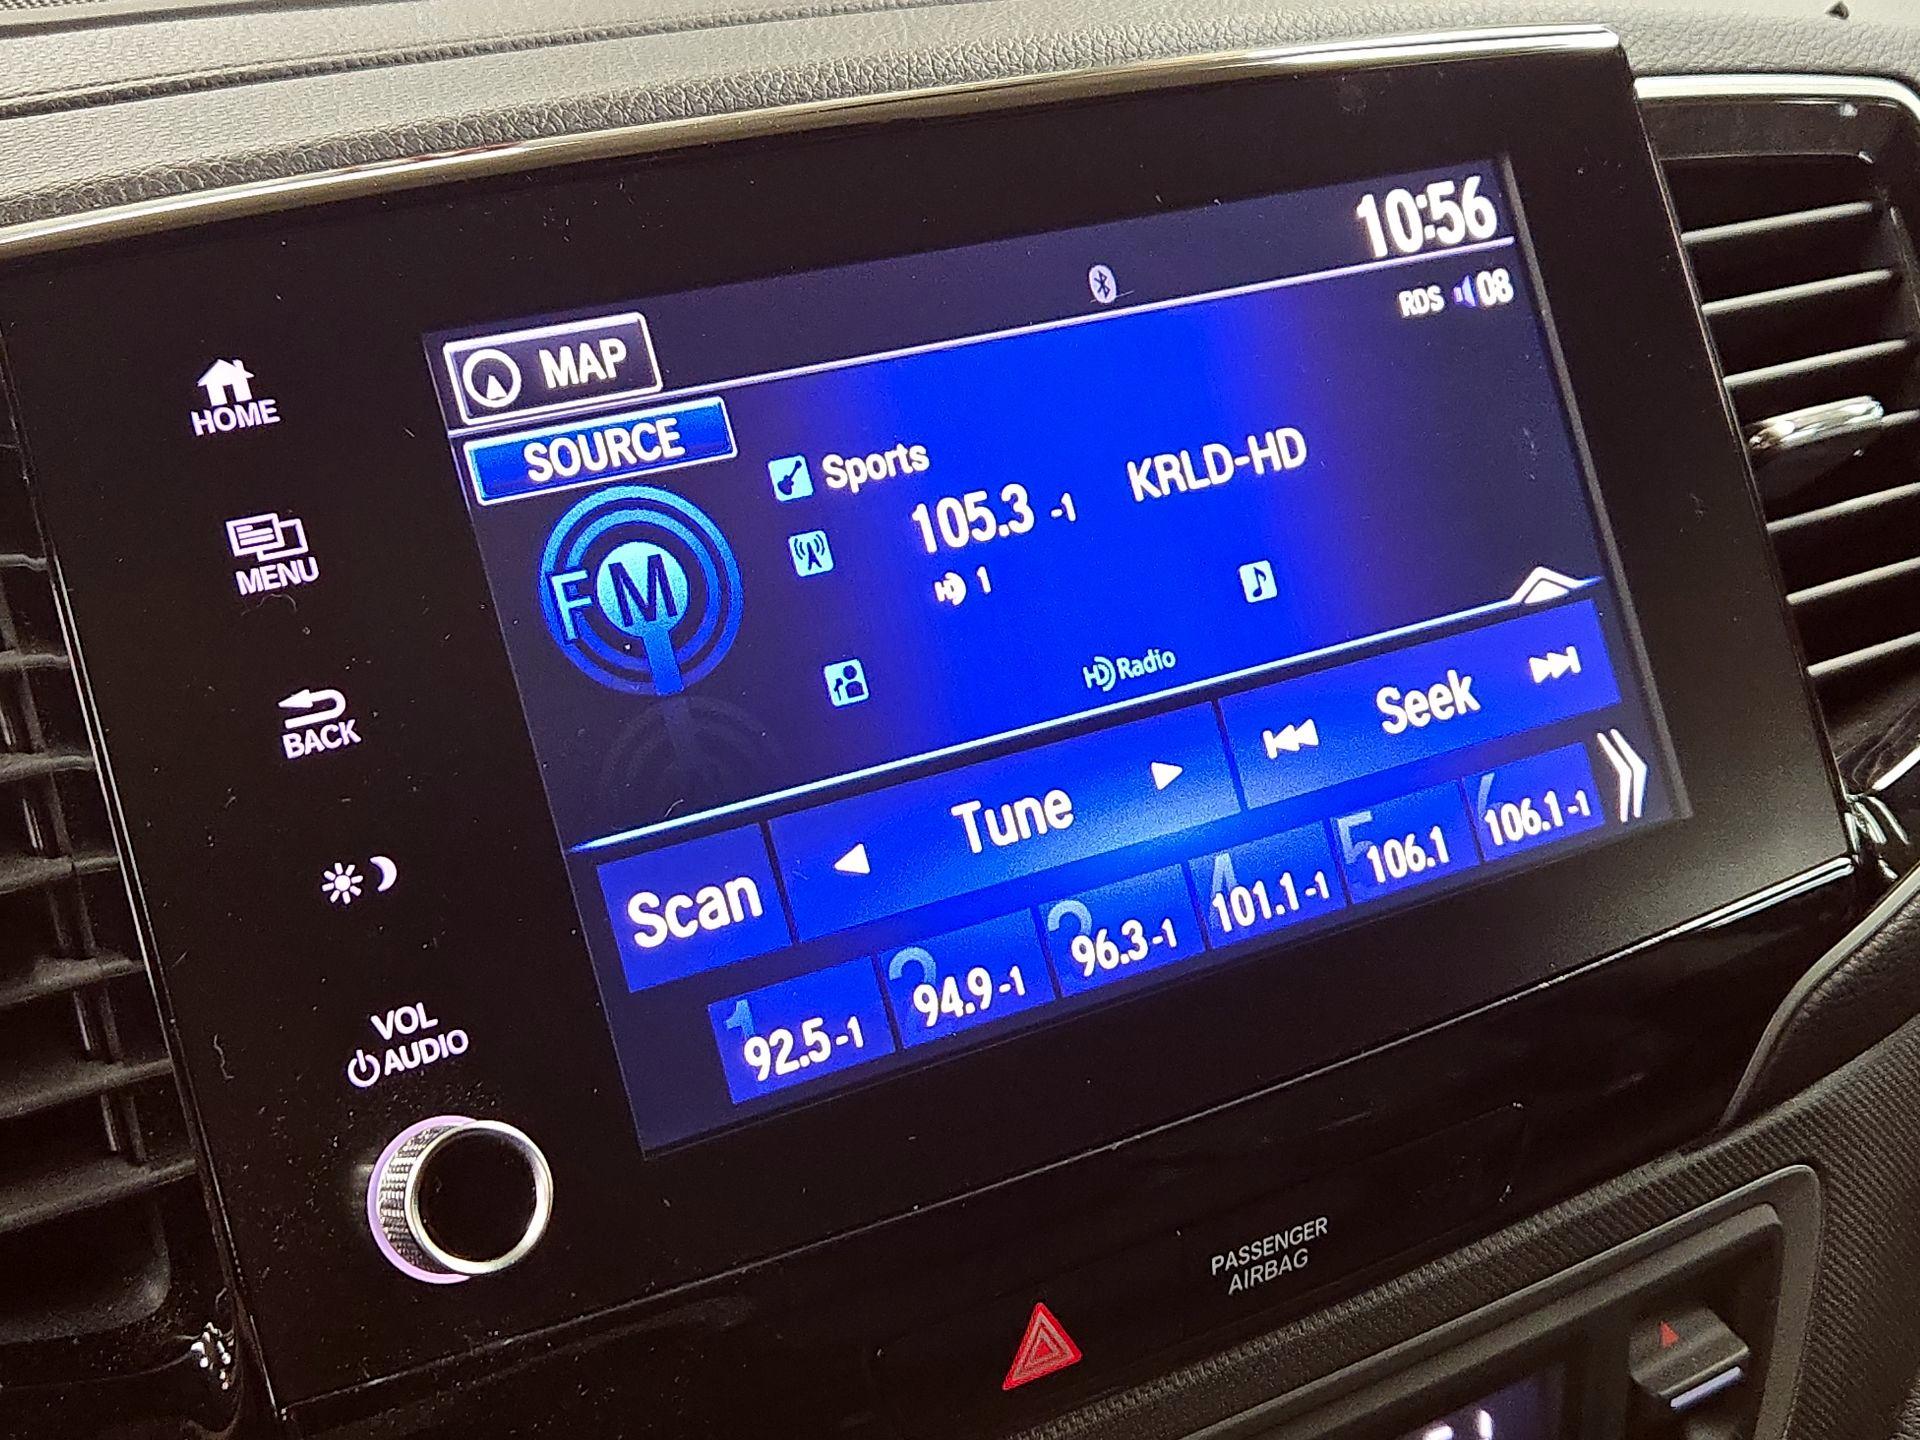 10:56
RDS 08
MAP
HOME
SOURCE
Sports
KRLD-HD
105.3 -1
FM
HD 1
MENU
HD Radio
BACK
Seek
Tune
Scan
1 92.5-1
2 94.9-1
3 96.3-1
4 101.1-1
5 106.1
106.1-1
VOL
AUDIO
PASSENGER
AIRBAG